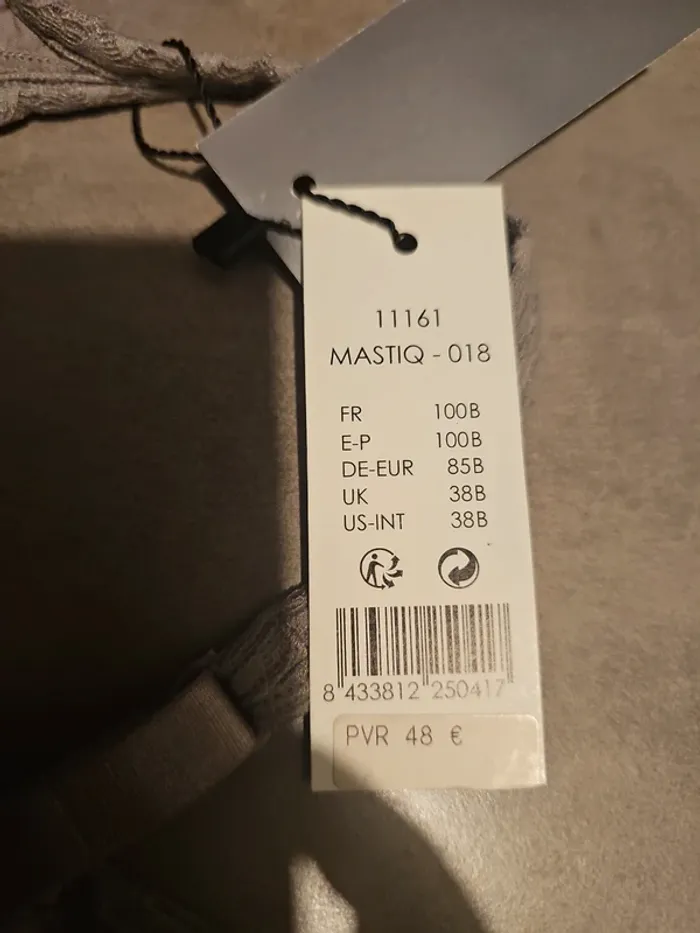 11161
MASTIQ - 018
FR 100B
E-P 100B
DE-EUR 85B
UK 38B
US-INT 38B
8 433812 250417
PVR 48 €